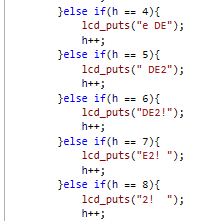 }else if(h == 4){
lcd_puts("e DE");
h++;
}else if(h == 5){
lcd_puts(" DE2");
h++;
}else if(h == 6){
lcd_puts("DE2!");
h++;
}else if(h == 7){
lcd_puts("E2! ");
h++;
}else if(h == 8){
lcd_puts("2!  ");
h++;